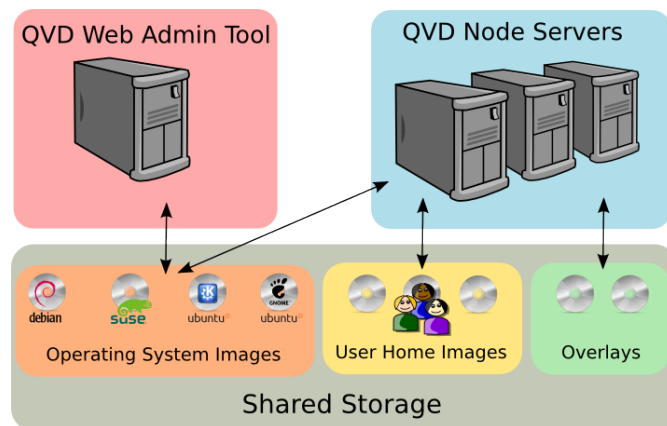 QVD Web Admin Tool
QVD Node Servers
debian
suse
K
ubuntu
GNOME
ubuntu
Operating System Images
User Home Images
Overlays
Shared Storage